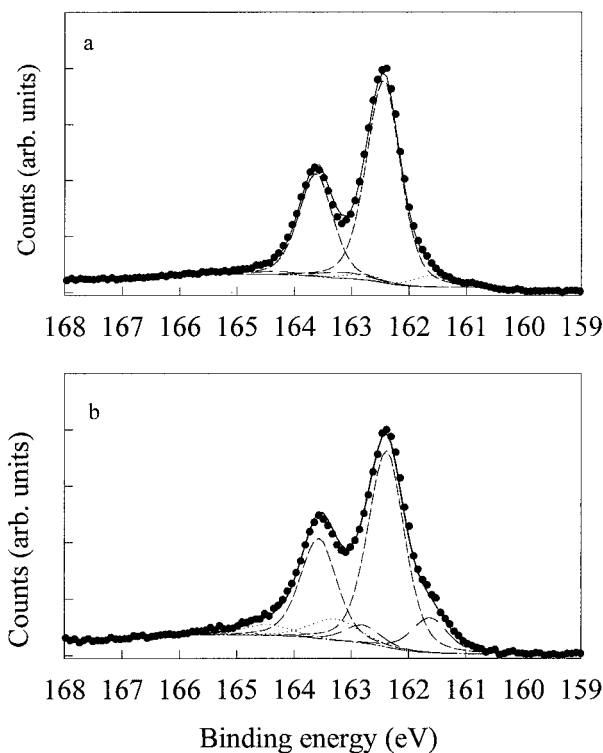 a
Counts (arb. units)
168 167 166 165 164 163 162 161 160 159
b
Counts (arb. units)
168 167 166 165 164 163 162 161 160 159
Binding energy (eV)